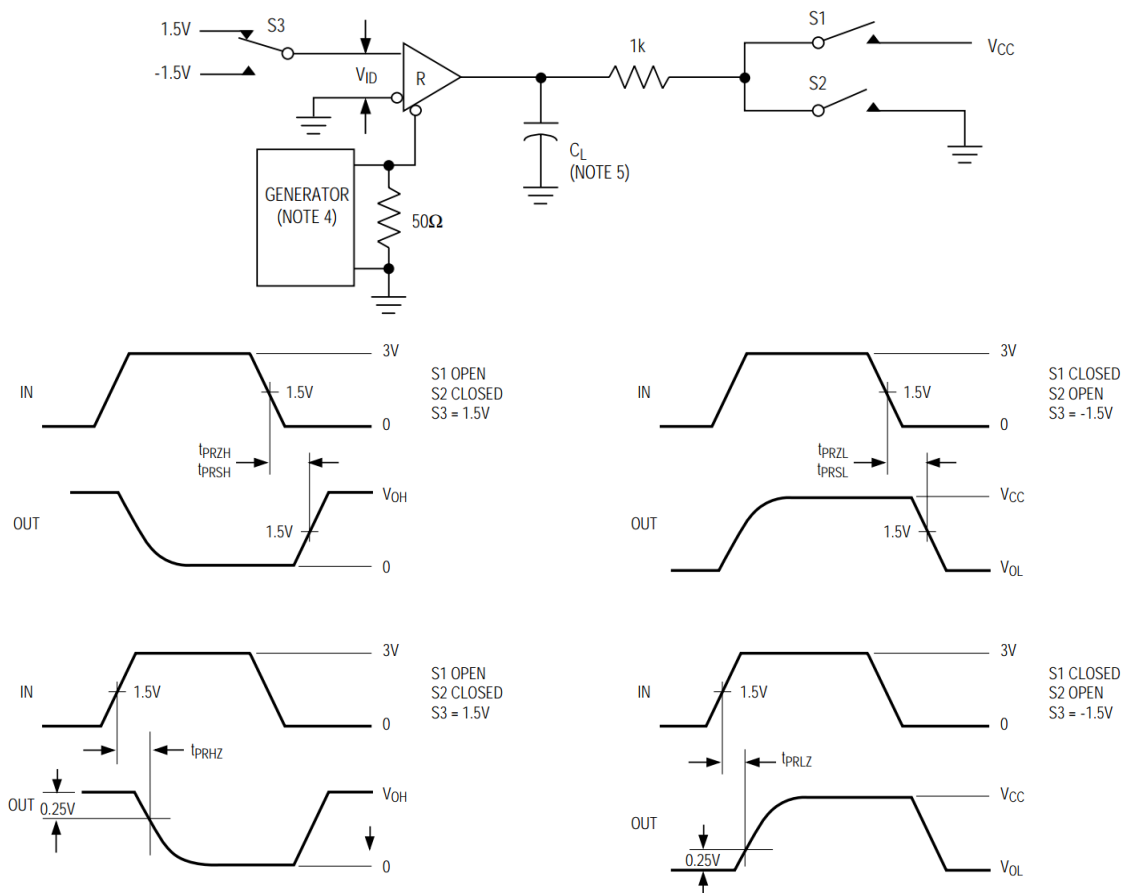 1.5V
S3
-1.5V
VID
R
1k
S1
VCC
S2
CL
(NOTE 5)
GENERATOR
(NOTE 4)
50Ω
IN
3V
1.5V
0
S1 OPEN
S2 CLOSED
S3 = 1.5V
tPRZH
tPRSH
OUT
VOH
1.5V
0
IN
3V
1.5V
0
S1 CLOSED
S2 OPEN
S3 = -1.5V
tPRZL
tPRSL
OUT
VCC
1.5V
VOL
IN
3V
1.5V
0
S1 OPEN
S2 CLOSED
S3 = 1.5V
tPRHZ
OUT
0.25V
VOH
0
IN
3V
1.5V
0
S1 CLOSED
S2 OPEN
S3 = -1.5V
tPRLZ
OUT
0.25V
VCC
VOL